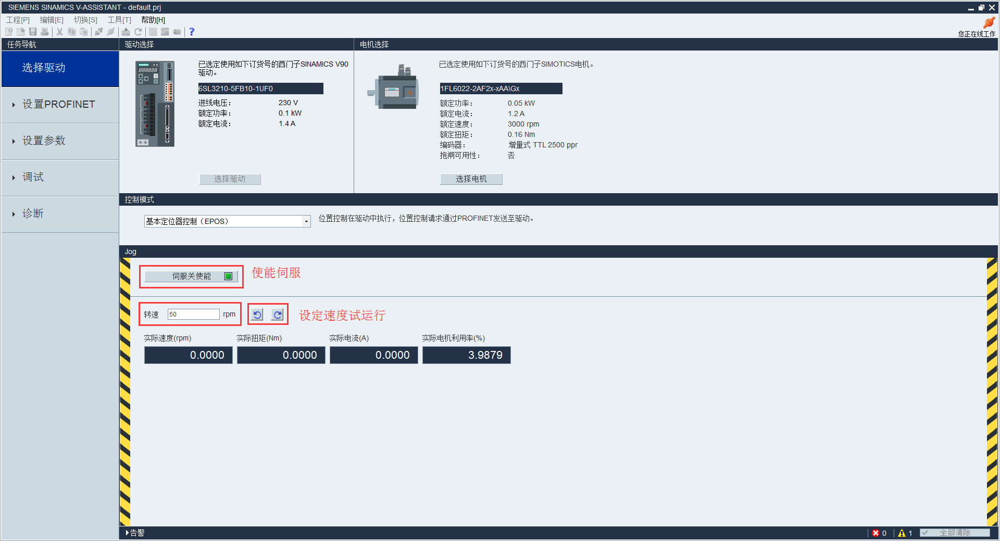 SIEMENS SINAMICS V-ASSISTANT - default.prj
工程[P] 编辑[E] 切换[S] 工具[T] 帮助[H]
您正在线工作
任务导航
选择驱动
设置PROFINET
设置参数
调试
诊断
驱动选择
已选定使用如下订货号的西门子SINAMICS V90
驱动。
6SL3210-5FB10-1UF0
进线电压： 230 V
额定功率： 0.1 kW
额定电流： 1.4 A
选择驱动
电机选择
已选定使用如下订货号的西门子SIMOTICS电机。
1FL6022-2AF2x-xAA\Gx
额定功率： 0.05 kW
额定电流： 1.2 A
额定速度： 3000 rpm
额定扭矩： 0.16 Nm
编码器： 增量式 TTL 2500 ppr
抱闸可用性： 否
选择电机
控制模式
基本定位器控制（EPOS） 位置控制在驱动中执行，位置控制请求通过PROFINET发送至驱动。
Jog
伺服关使能 使能伺服
转速 50 rpm 设定速度试运行
实际速度(rpm) 实际扭矩(Nm) 实际电流(A) 实际电机利用率(%)
0.0000 0.0000 0.0000 3.9879
告警 0 1 全部清除